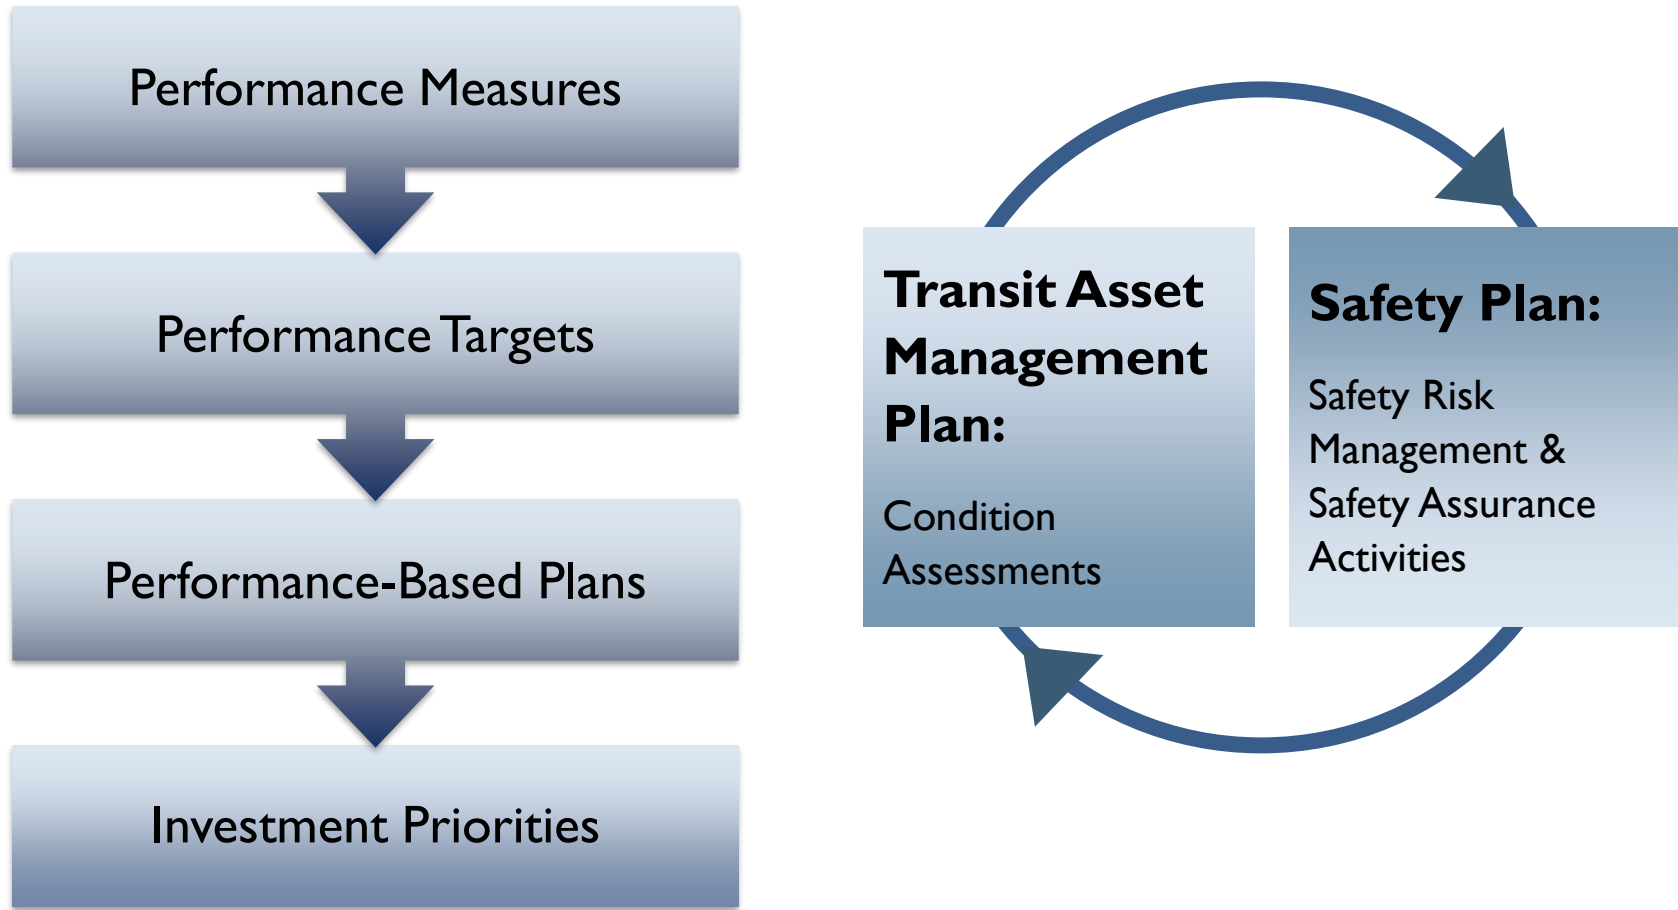 Performance Measures
Performance Targets
Performance-Based Plans
Investment Priorities
Transit Asset
Management
Plan:
Condition
Assessments
Safety Plan:
Safety Risk
Management &
Safety Assurance
Activities